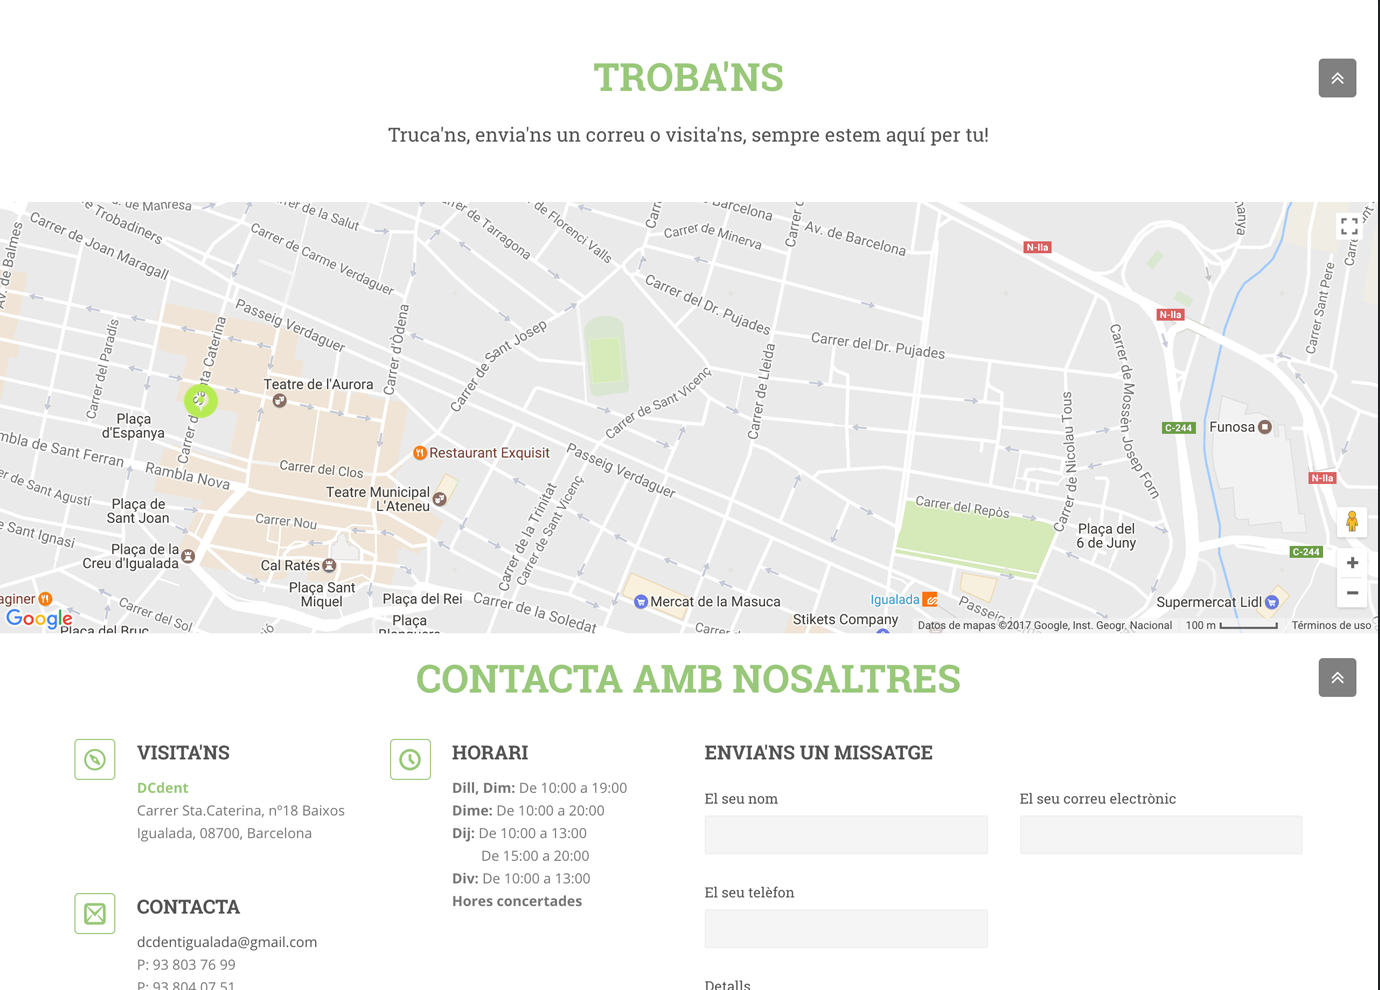 TROBA'NS
Truca'ns, envia'ns un correu o visita'ns, sempre estem aquí per tu!
Carrer de Joan Maragall
Trobadiners
Manresa
Carrer de la Salut
Carrer de Carme Verdaguer
Tarragona
de Florenci Valls
Barcelona
Carrer de Minerva
Av. de Barcelona
N-IIa
Carrer Sant Pere
Av. de Balmes
Passeig Verdaguer
Carrer del Dr. Pujades
Carrer del Dr. Pujades
N-IIa
Carrer del Paradís
Carrer d'Òdena
Carrer de Sant Josep
Carrer de Lleida
Carrer de Mossèn Josep Forn
Teatre de l'Aurora
Carrer de Sant Vicenç
Carrer de Nicolau Tous
Plaça
d'Espanya
C-244
Funosa
Rambla Nova
Restaurant Exquisit
Passeig Verdaguer
Carrer del Clos
N-IIa
Teatre Municipal
L'Ateneu
Plaça de
Sant Joan
Carrer Nou
Carrer de la Trinitat
Carrer de Sant Vicenç
Carrer del Repòs
Plaça del
6 de Juny
Plaça de la
Creu d'Igualada
Cal Ratés
C-244
Plaça Sant
Miquel
Plaça del Rei
Carrer de la Soledat
Mercat de la Masuca
Igualada
Supermercat Lidl
Carrer del Sol
Plaça
Stikets Company
Google
Plaça del Bruc
Datos de mapas ©2017 Google, Inst. Geogr. Nacional
100 m
Términos de uso
CONTACTA AMB NOSALTRES
VISITA'NS
DCdent
Carrer Sta.Caterina, nº18 Baixos
Igualada, 08700, Barcelona
CONTACTA
dcdentigualada@gmail.com
P: 93 803 76 99
P: 93 804 07 51
HORARI
Dill, Dim: De 10:00 a 19:00
Dime: De 10:00 a 20:00
Dij: De 10:00 a 13:00
De 15:00 a 20:00
Div: De 10:00 a 13:00
Hores concertades
ENVIA'NS UN MISSATGE
El seu nom
El seu correu electrònic
El seu telèfon
Detalls